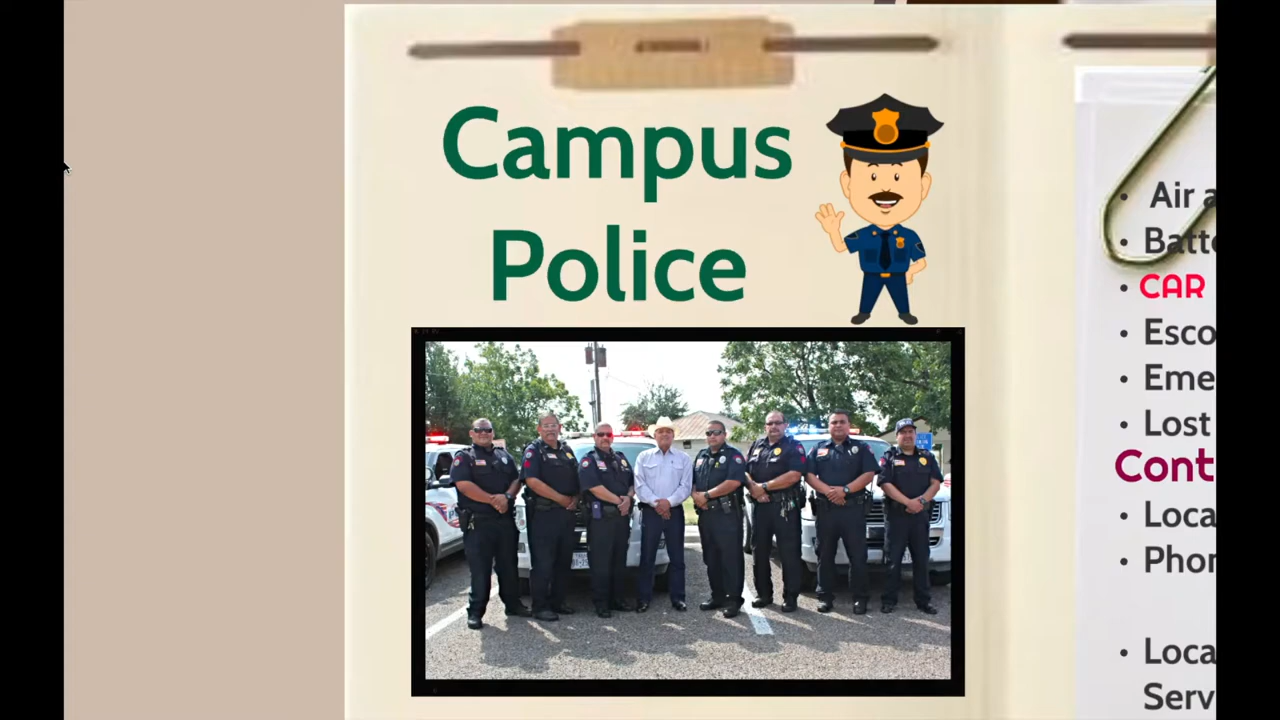 Campus
Police
Air a
Batte
CAR
Esco
Eme
Lost
Cont
Loca
Phon
Loca
Serv